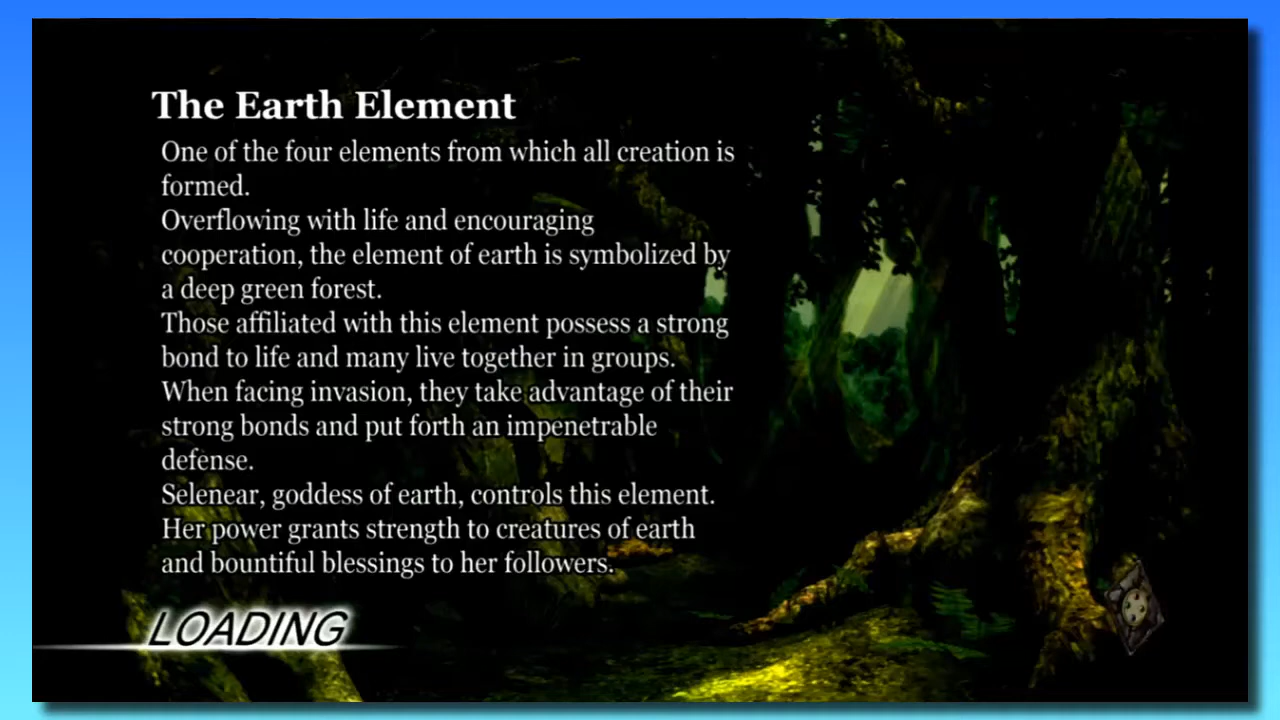 The Earth Element
One of the four elements from which all creation is
formed.
Overflowing with life and encouraging
cooperation, the element of earth is symbolized by
a deep green forest.
Those affiliated with this element possess a strong
bond to life and many live together in groups.
When facing invasion, they take advantage of their
strong bonds and put forth an impenetrable
defense.
Selenear, goddess of earth, controls this element.
Her power grants strength to creatures of earth
and bountiful blessings to her followers.
LOADING